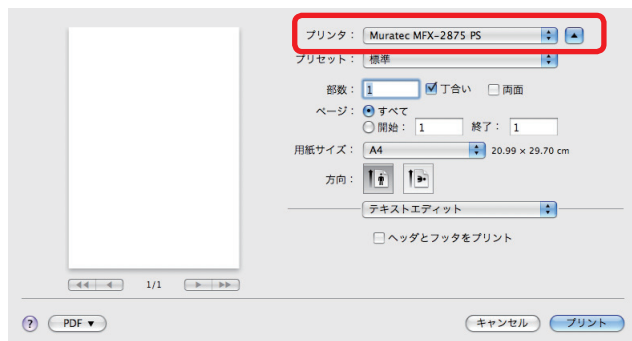 プリンタ： Muratec MFX-2875 PS
プリセット： 標準
部数： 1 丁合い 両面
ページ： すべて
開始： 1 終了： 1
用紙サイズ： A4 20.99 × 29.70 cm
方向：
テキストエディット
ヘッダとフッタをプリント
1/1
? PDF ▼ キャンセル プリント